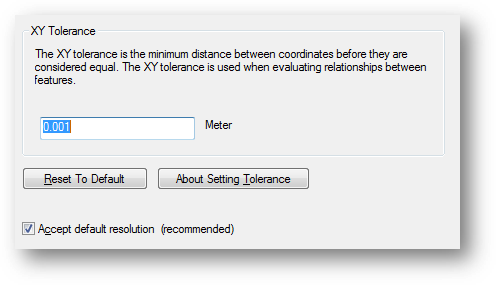 XY Tolerance
The XY tolerance is the minimum distance between coordinates before they are
considered equal. The XY tolerance is used when evaluating relationships between
features.
0.001 Meter
Reset To Default About Setting Tolerance
Accept default resolution (recommended)